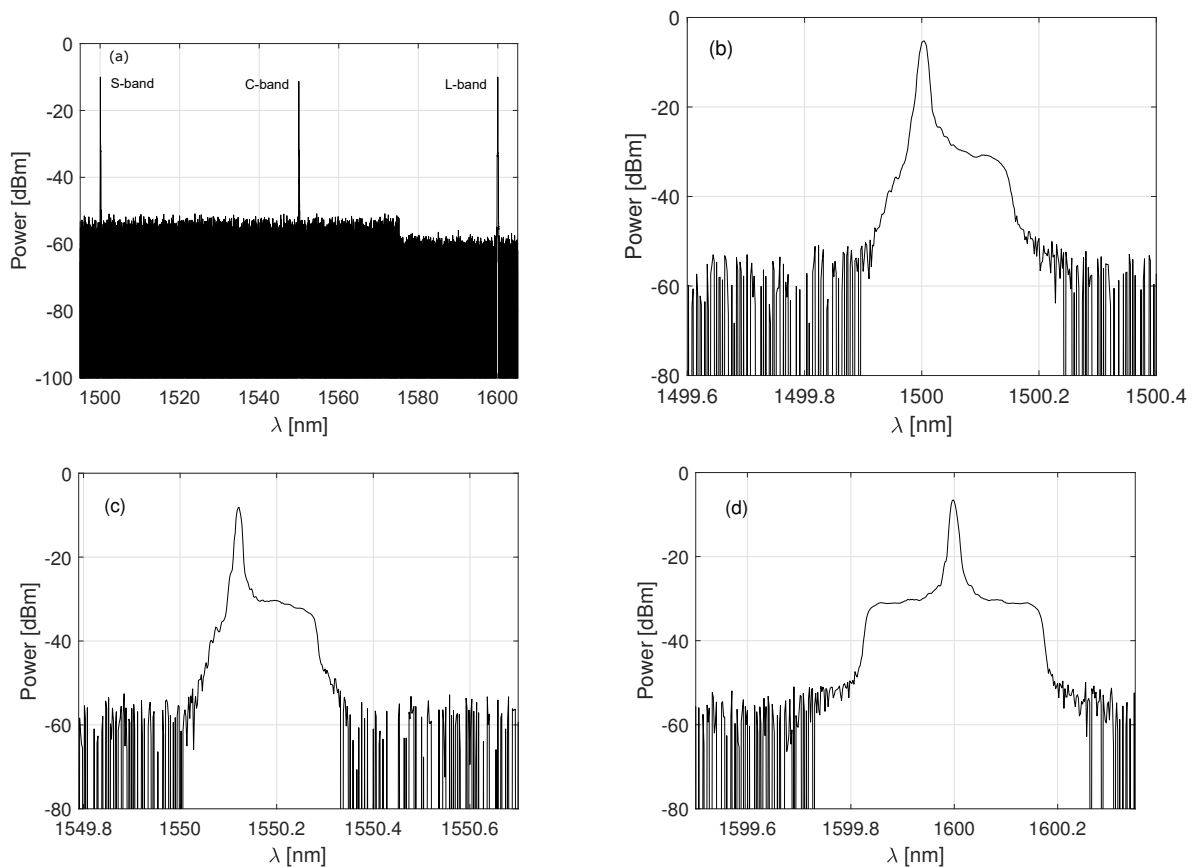 0
(a)
S-band
C-band
L-band
-20
-40
-60
-80
-100
Power [dBm]
1500
1520
1540
1560
1580
1600
λ [nm]
0
(b)
-20
-40
-60
-80
Power [dBm]
1499.6
1499.8
1500
1500.2
1500.4
λ [nm]
0
(c)
-20
-40
-60
-80
Power [dBm]
1549.8
1550
1550.2
1550.4
1550.6
λ [nm]
0
(d)
-20
-40
-60
-80
Power [dBm]
1599.6
1599.8
1600
1600.2
λ [nm]